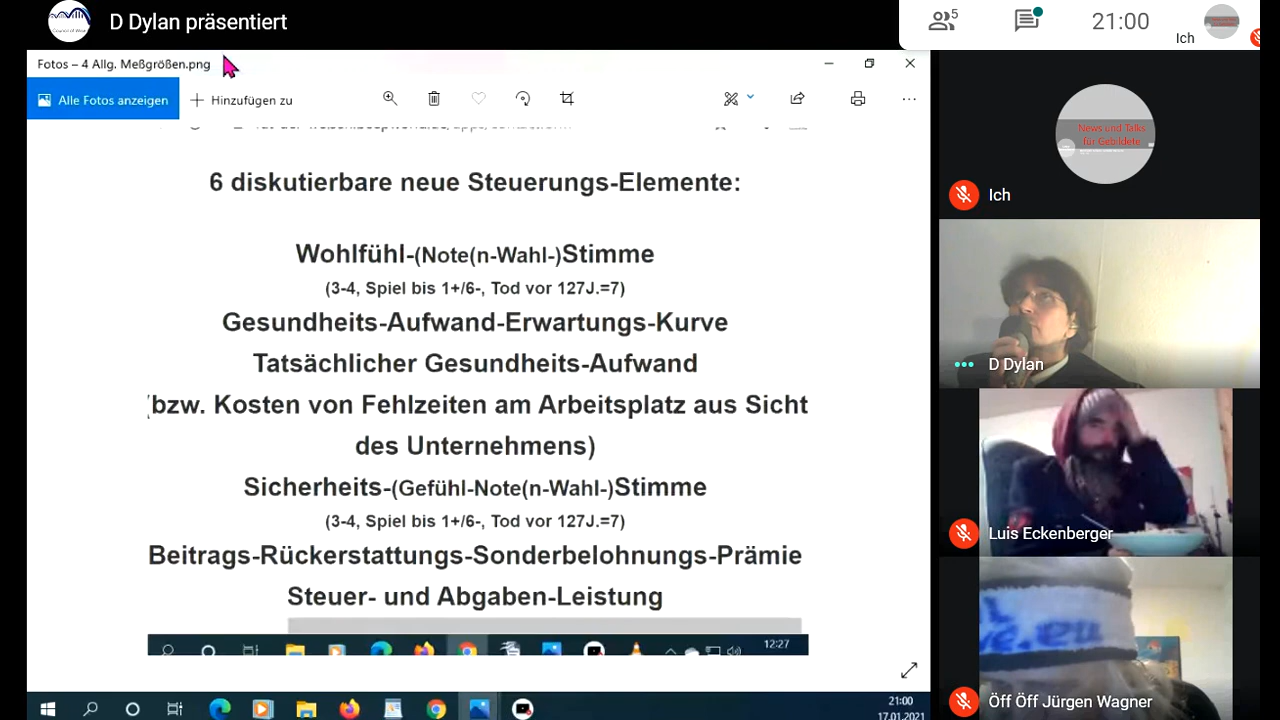 D Dylan präsentiert
5
21:00
Ich
Fotos – 4 Allg. Meßgrößen.png
Alle Fotos anzeigen
Hinzufügen zu
6 diskutierbare neue Steuerungs-Elemente:
Wohlfühl-(Note(n-Wahl-)Stimme
(3-4, Spiel bis 1+/6-, Tod vor 127J.=7)
Gesundheits-Aufwand-Erwartungs-Kurve
Tatsächlicher Gesundheits-Aufwand
(bzw. Kosten von Fehlzeiten am Arbeitsplatz aus Sicht
des Unternehmens)
Sicherheits-(Gefühl-Note(n-Wahl-)Stimme
(3-4, Spiel bis 1+/6-, Tod vor 127J.=7)
Beitrags-Rückerstattungs-Sonderbelohnungs-Prämie
Steuer- und Abgaben-Leistung
12:27
21:00
17.01.2021
News und Talks
für Gebildete
Ich
D Dylan
Luis Eckenberger
Öff Öff Jürgen Wagner